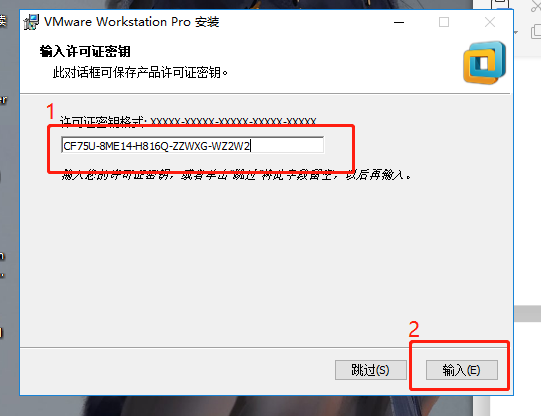 VMware Workstation Pro 安装
输入许可证密钥
此对话框可保存产品许可证密钥。
1
许可证密钥格式: XXXXX-XXXXX-XXXXX-XXXXX-XXXXX
CF75U-8ME14-H816Q-ZZWXG-WZ2W2
输入您的许可证密钥，或者单击“跳过”将此字段留空，以后再输入。
2
跳过(S)
输入(E)